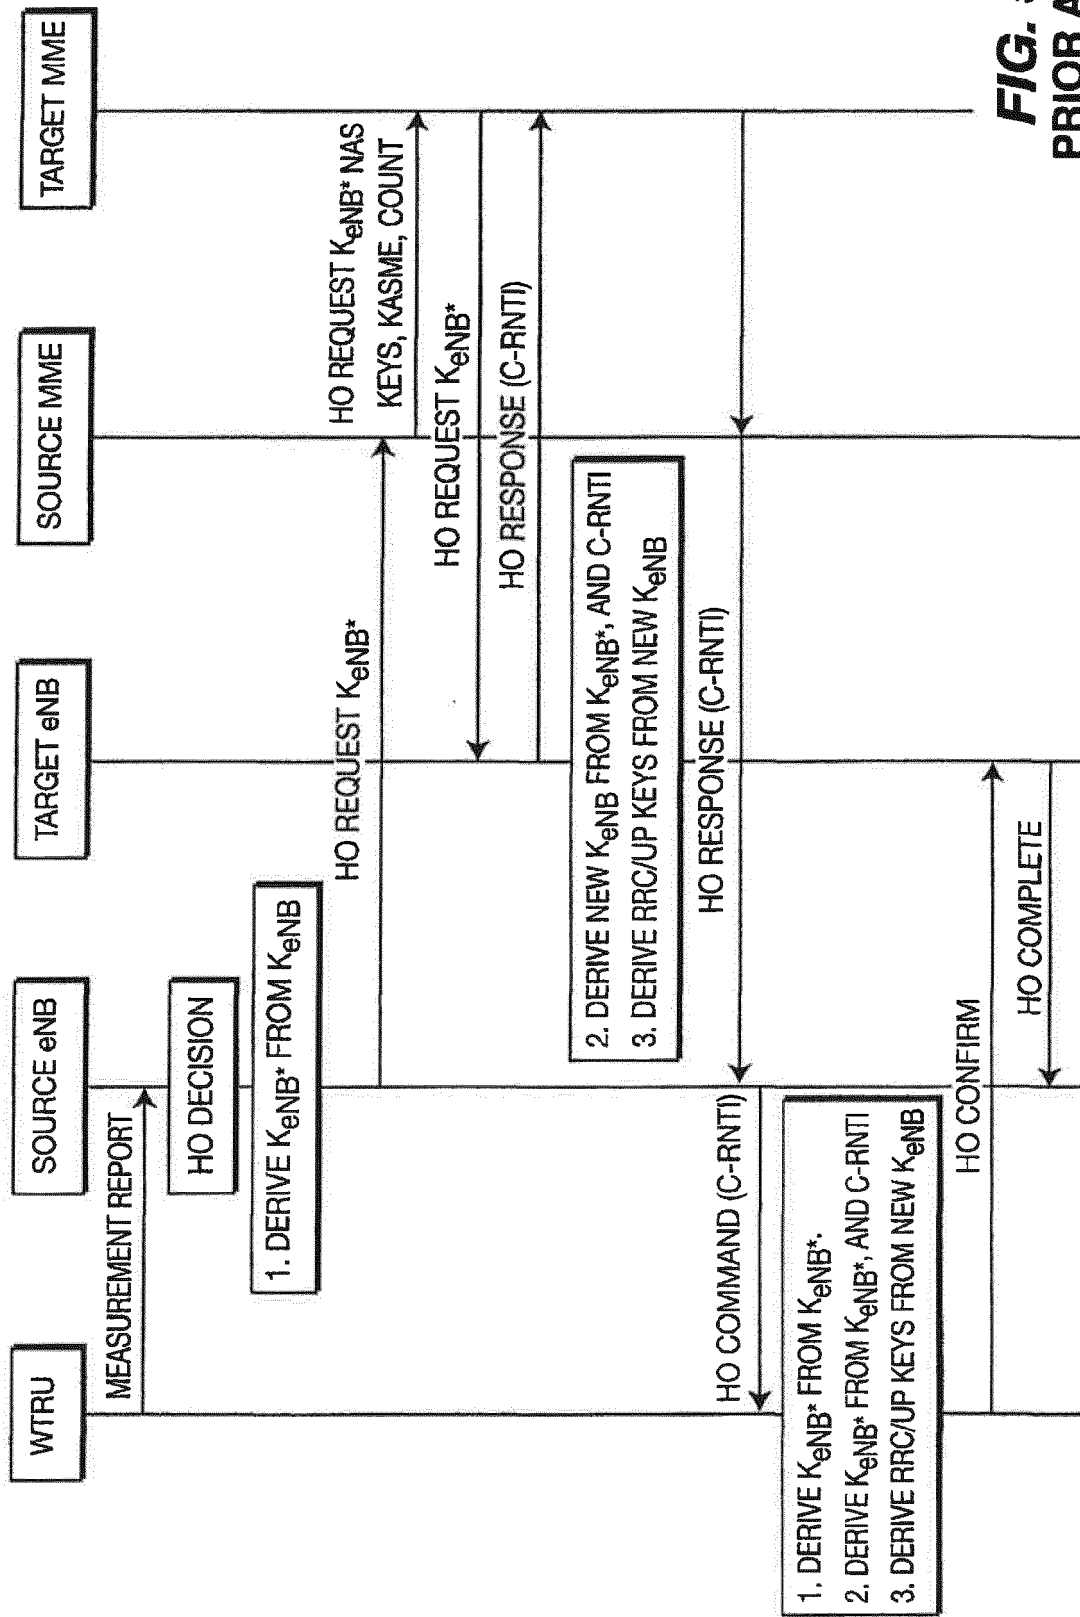 WTRU
SOURCE eNB
TARGET eNB
SOURCE MME
TARGET MME
MEASUREMENT REPORT
HO DECISION
1. DERIVE KeNB* FROM KeNB
HO REQUEST KeNB*
HO REQUEST KeNB* NAS
KEYS, KASME, COUNT
HO REQUEST KeNB*
HO RESPONSE (C-RNTI)
2. DERIVE NEW KeNB FROM KeNB*, AND C-RNTI
3. DERIVE RRC/UP KEYS FROM NEW KeNB
HO RESPONSE (C-RNTI)
HO COMMAND (C-RNTI)
1. DERIVE KeNB* FROM KeNB*.
2. DERIVE KeNB* FROM KeNB*, AND C-RNTI
3. DERIVE RRC/UP KEYS FROM NEW KeNB
HO CONFIRM
HO COMPLETE
FIG.
PRIOR